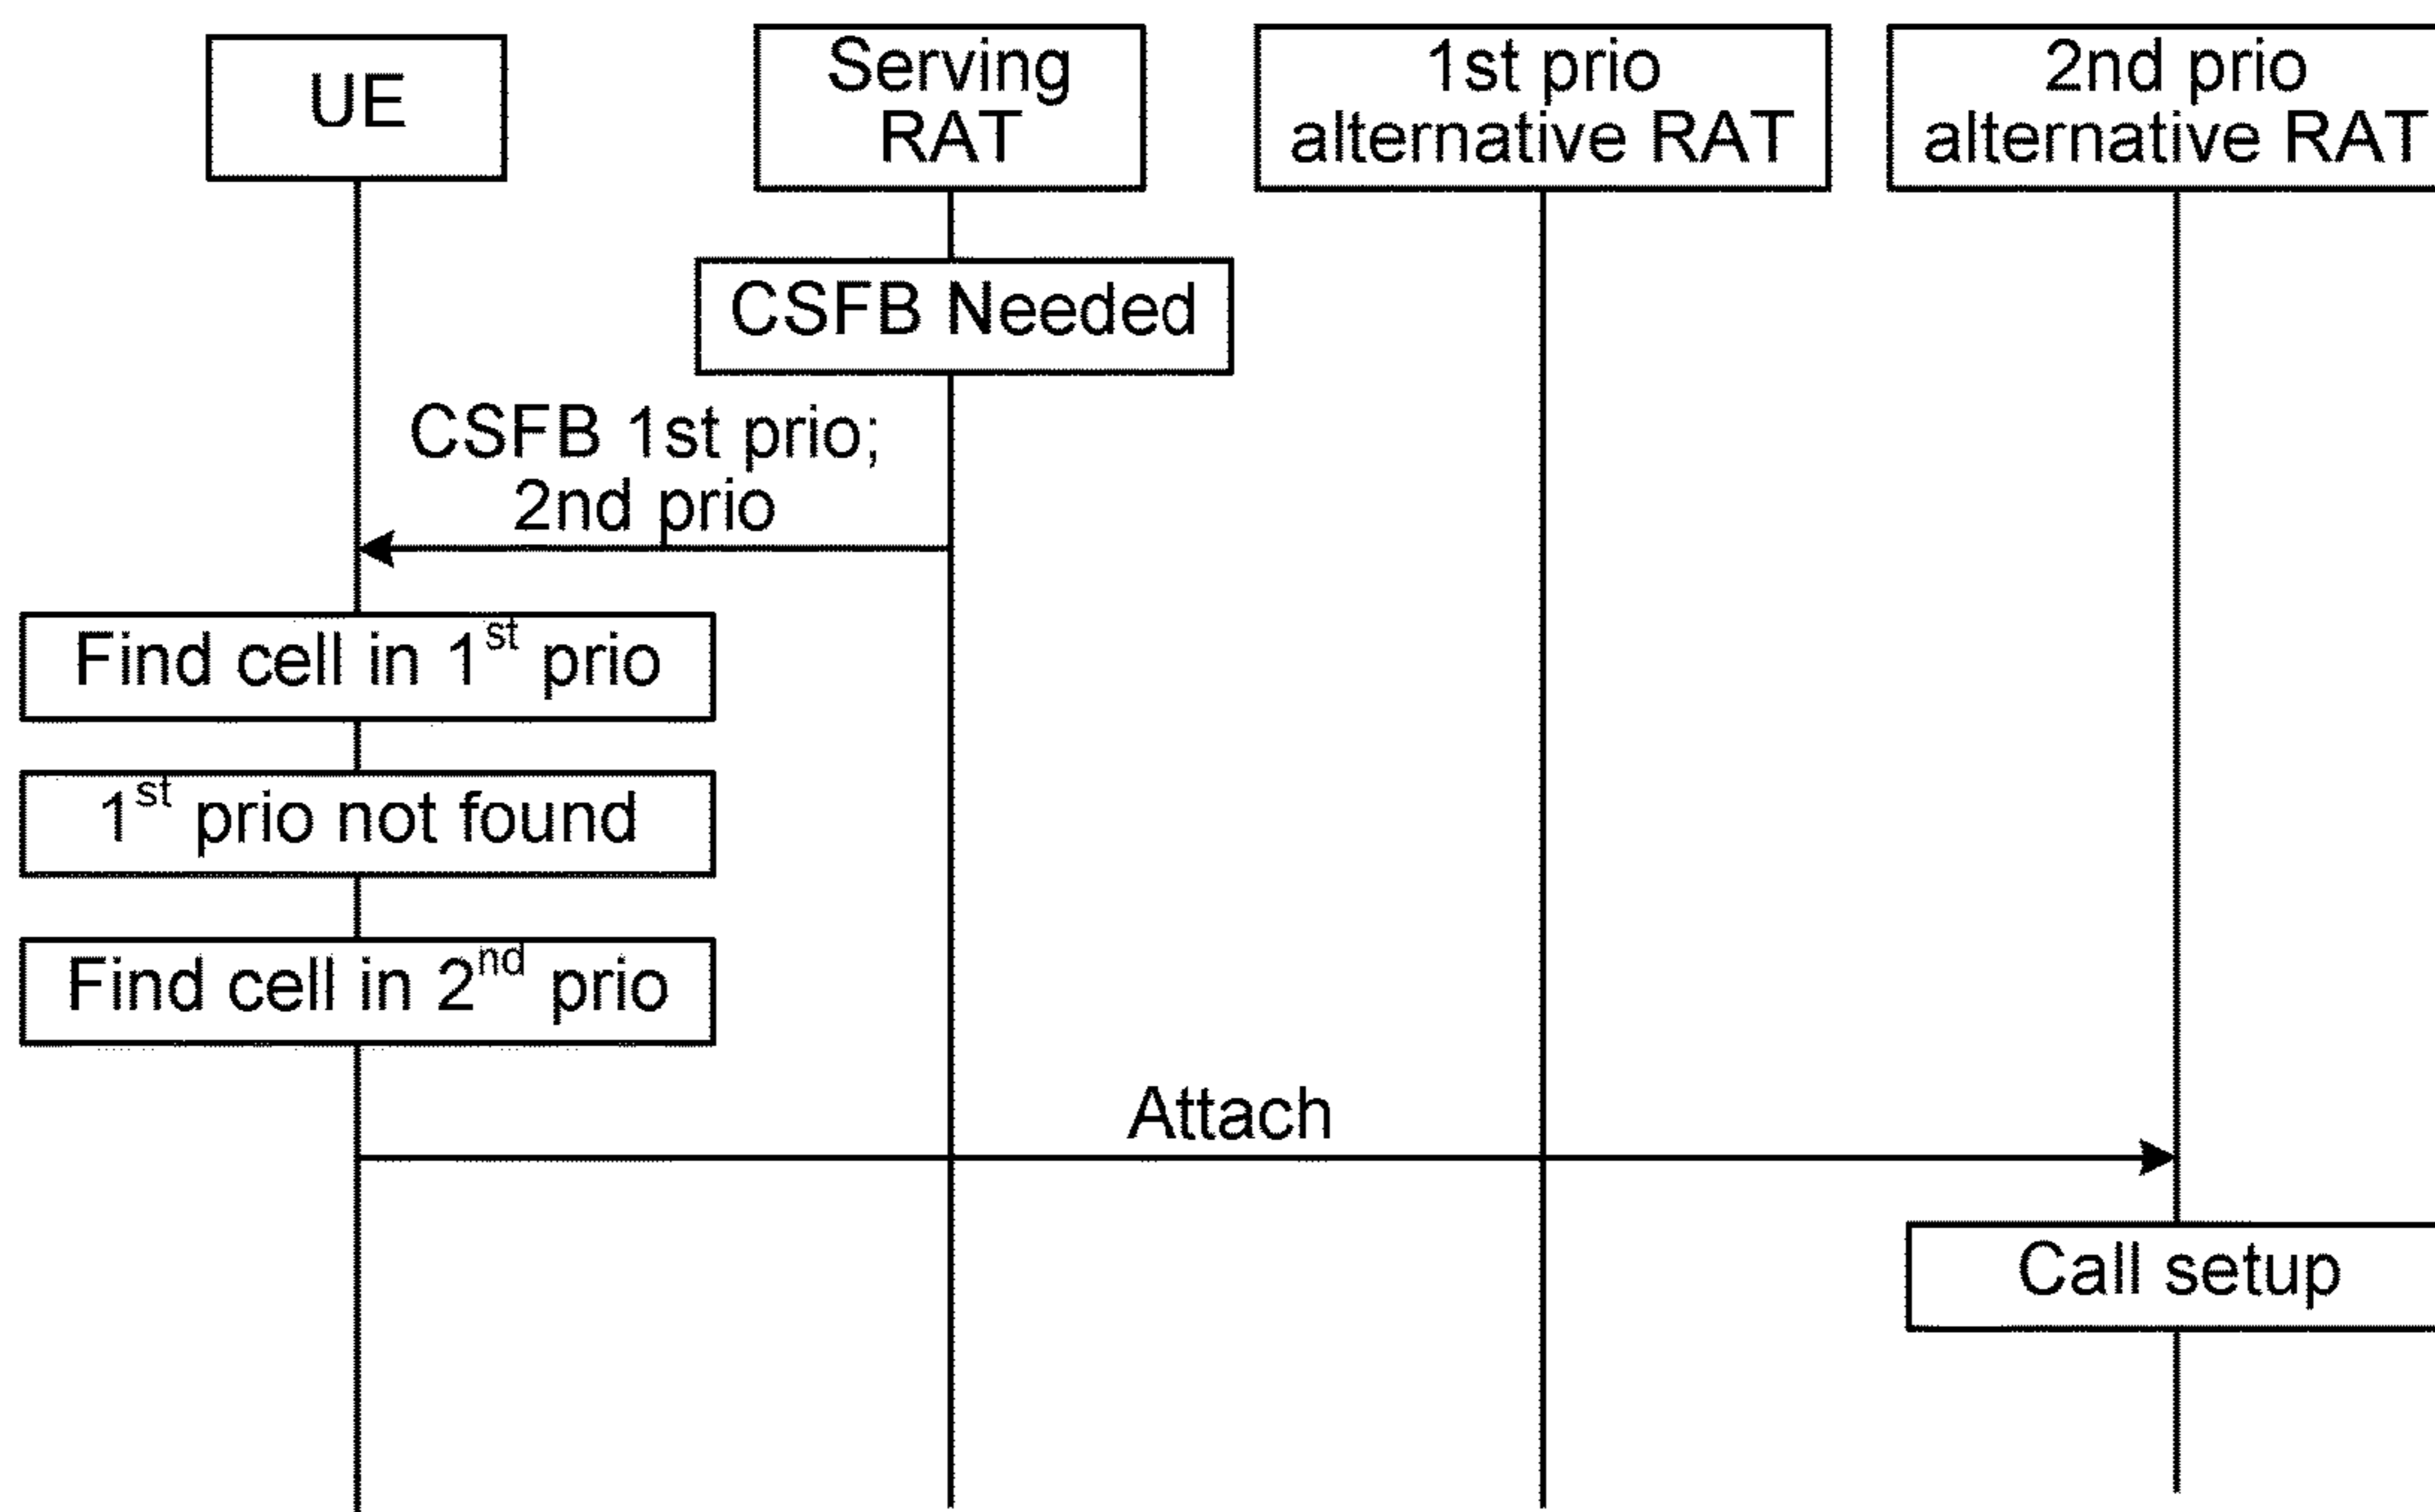 UE
Serving
RAT
1st prio
alternative RAT
2nd prio
alternative RAT
CSFB Needed
CSFB 1st prio;
2nd prio
Find cell in 1st prio
1st prio not found
Find cell in 2nd prio
Attach
Call setup